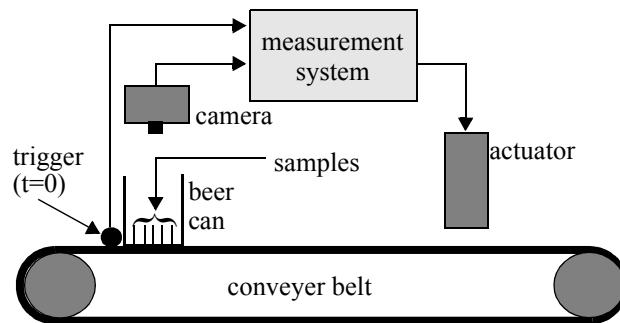 measurement
system
camera
trigger
(t=0)
samples
beer
can
actuator
conveyer belt